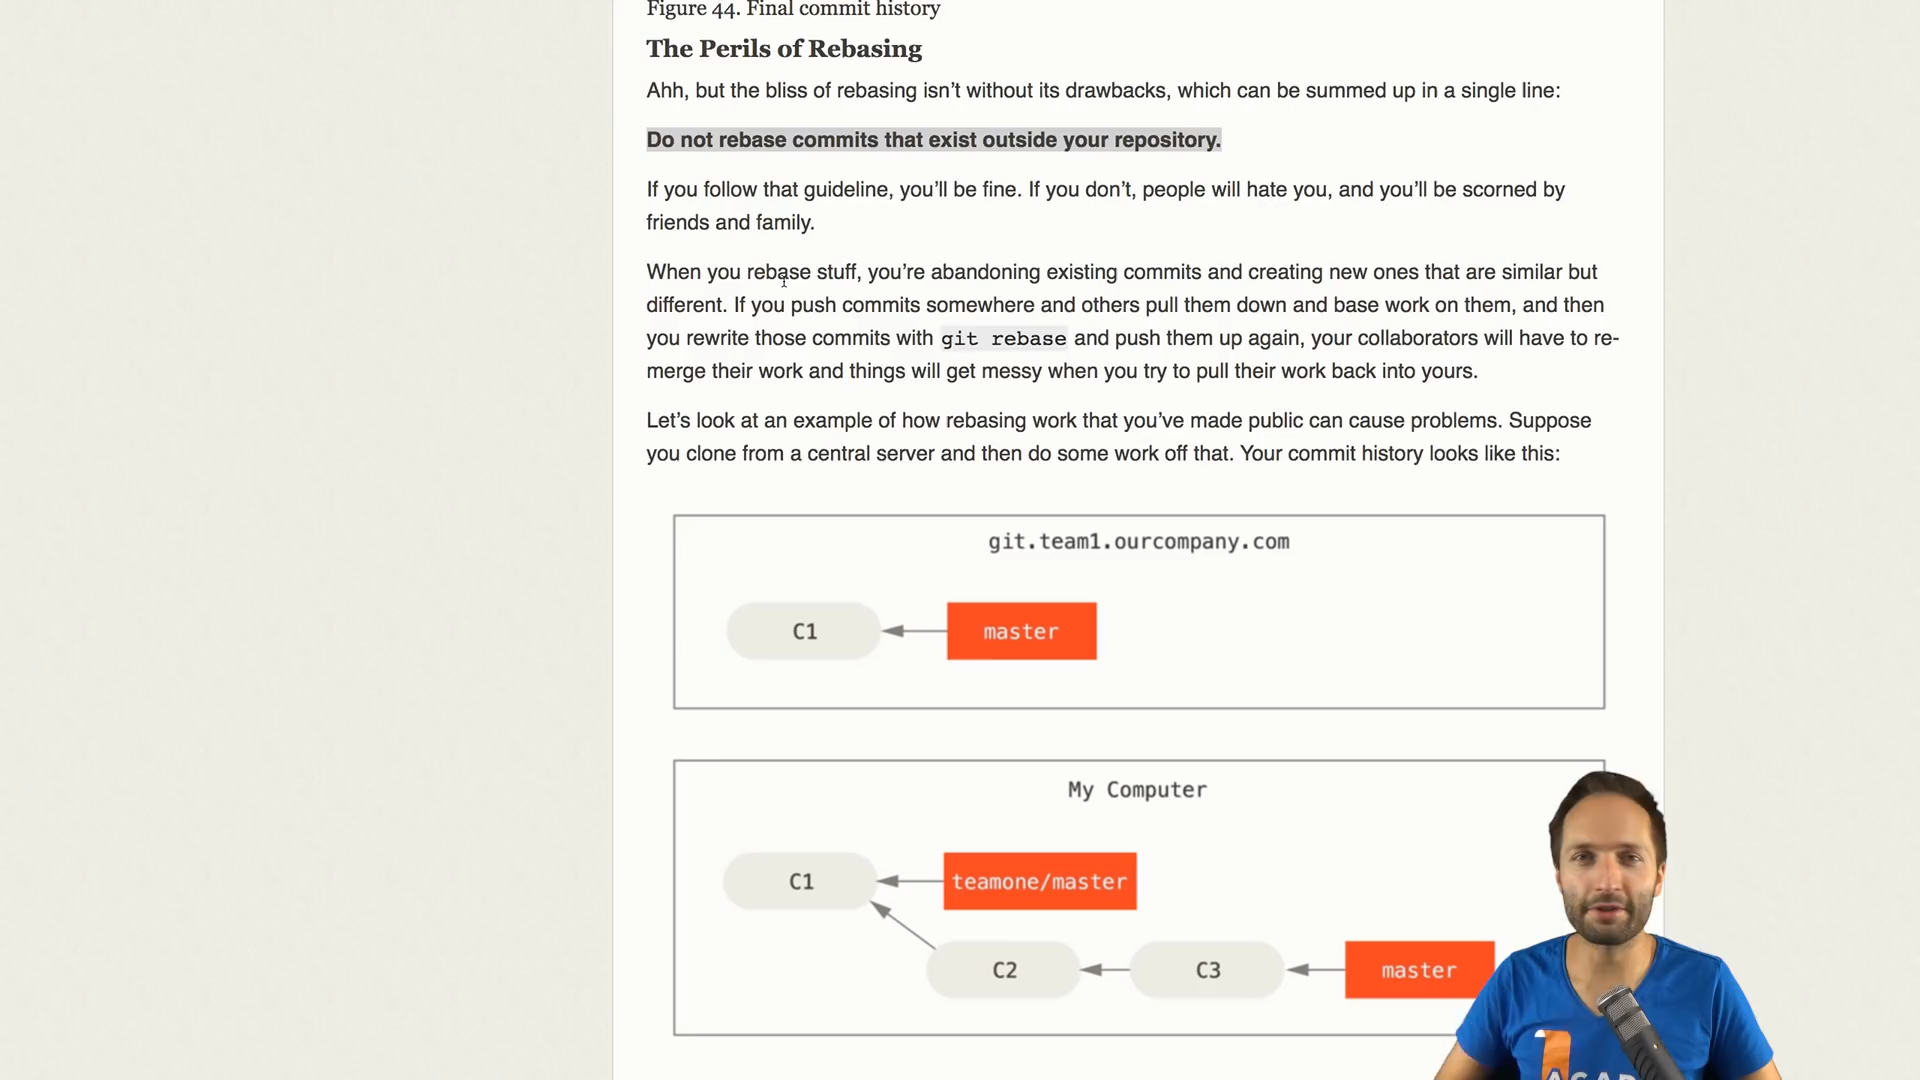 Figure 44. Final commit history
The Perils of Rebasing
Ahh, but the bliss of rebasing isn’t without its drawbacks, which can be summed up in a single line:
Do not rebase commits that exist outside your repository.
If you follow that guideline, you’ll be fine. If you don’t, people will hate you, and you’ll be scorned by
friends and family.
When you rebase stuff, you’re abandoning existing commits and creating new ones that are similar but
different. If you push commits somewhere and others pull them down and base work on them, and then
you rewrite those commits with git rebase and push them up again, your collaborators will have to re-
merge their work and things will get messy when you try to pull their work back into yours.
Let’s look at an example of how rebasing work that you’ve made public can cause problems. Suppose
you clone from a central server and then do some work off that. Your commit history looks like this:
git.team1.ourcompany.com
C1
master
My Computer
C1
teamone/master
C2
C3
master